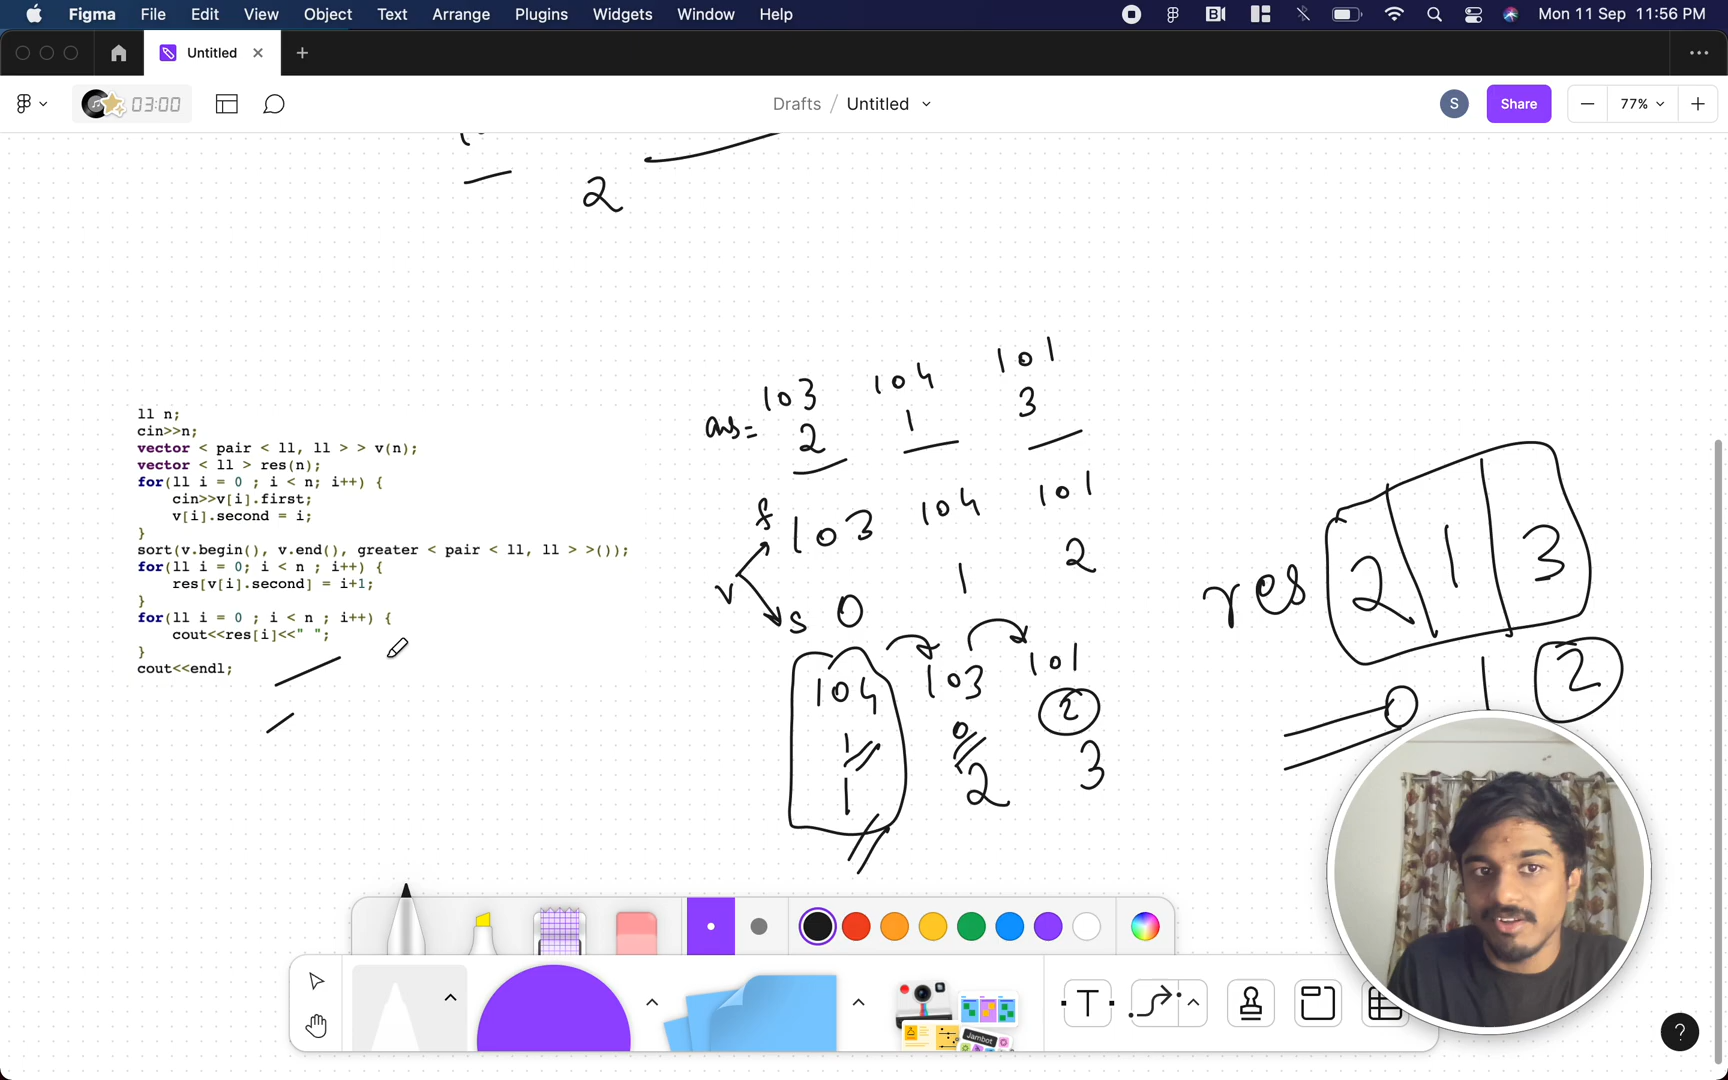 Figma File Edit View Object Text Arrange Plugins Widgets Window Help Mon 11 Sep 11:56 PM
Untitled
03:00 Drafts / Untitled S Share 77%
2
ll n;
cin>>n;
vector < pair < ll, ll > > v(n);
vector < ll > res(n);
for(ll i = 0 ; i < n; i++) {
cin>>v[i].first;
v[i].second = i;
}
sort(v.begin(), v.end(), greater < pair < ll, ll > >());
for(ll i = 0; i < n ; i++) {
res[v[i].second] = i+1;
}
for(ll i = 0 ; i < n ; i++) {
cout<<res[i]<<" ";
}
cout<<endl;
103 104 101
ans= 2 1 3
f 103 104 101
v
s 0 1 2
104 103 101
1 0 2
1 2 3
res 2 1 3
0 1 2
T
Jambot
?